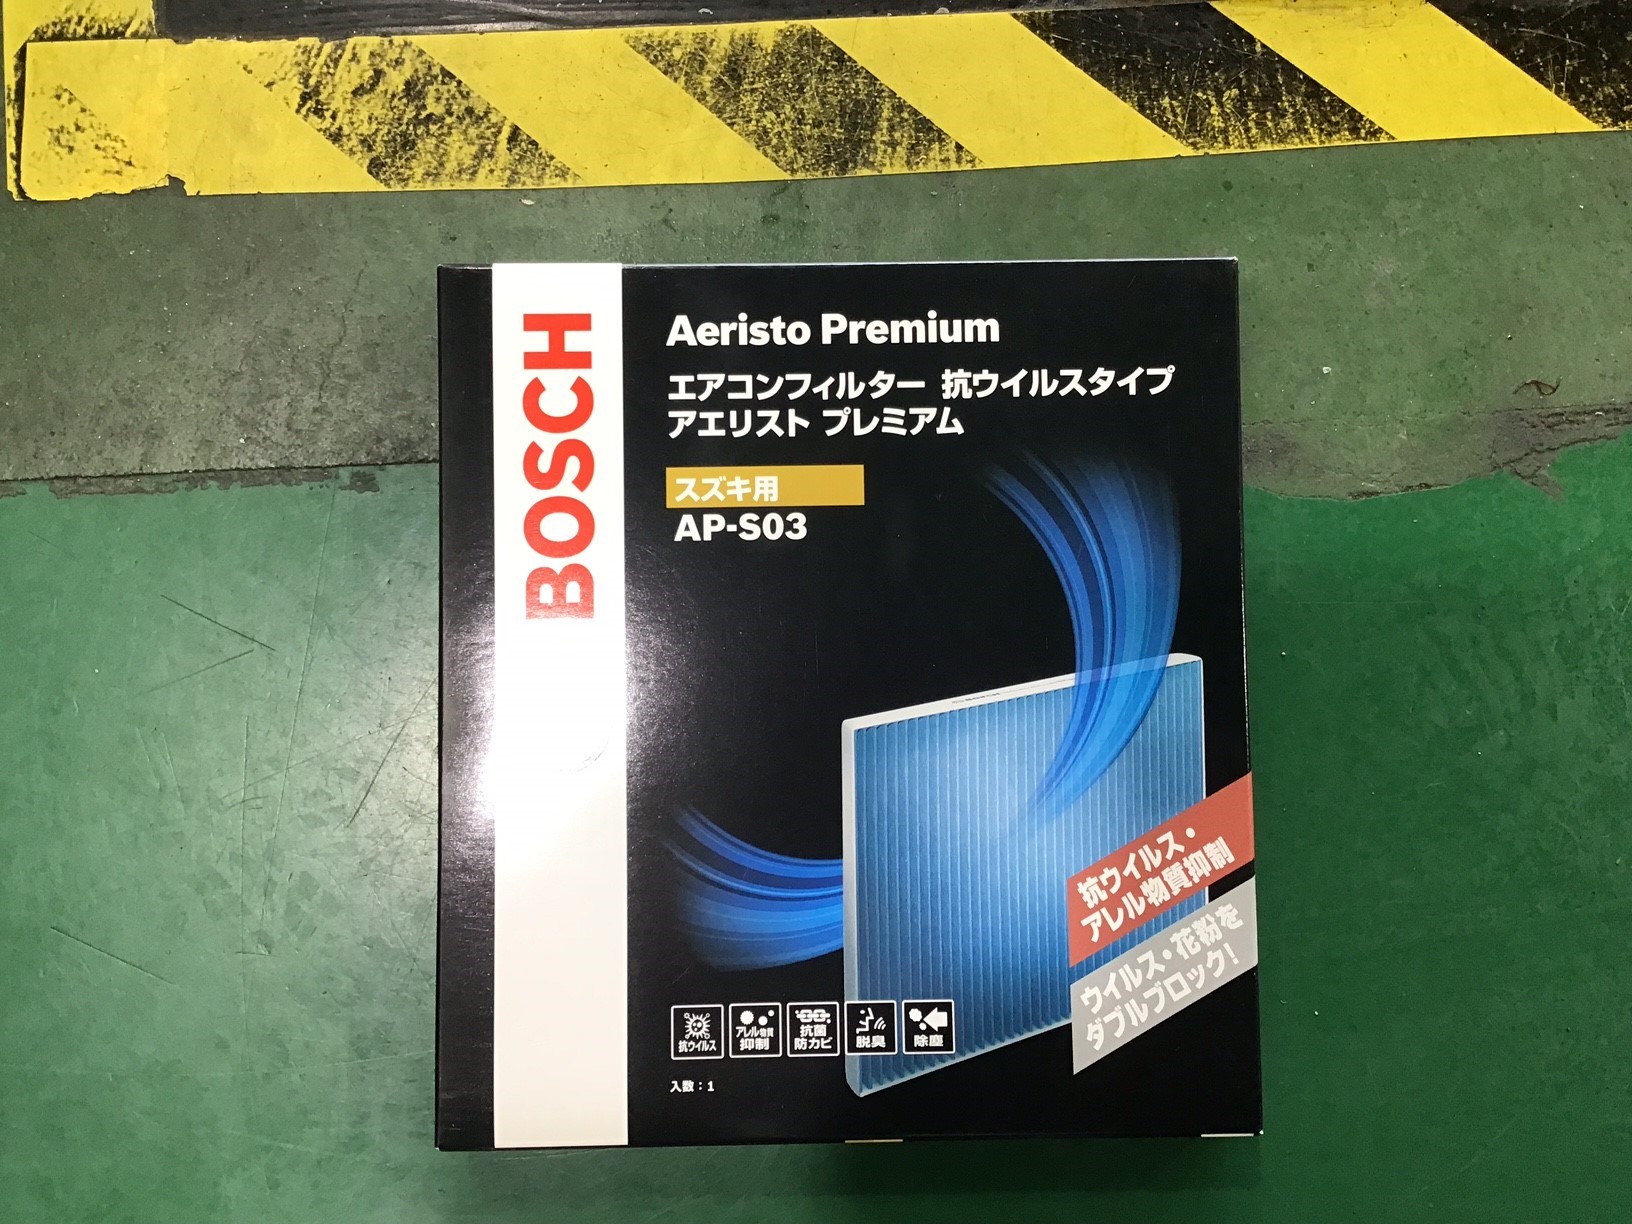 BOSCH
Aeristo Premium
エアコンフィルター 抗ウイルスタイプ
アエリスト プレミアム
スズキ用
AP-S03
抗ウイルス・
アレル物質抑制
ウイルス・花粉を
ダブルブロック!
抗ウイルス
アレル物質
抑制
抗菌
防カビ
脱臭
除塵
入数：1